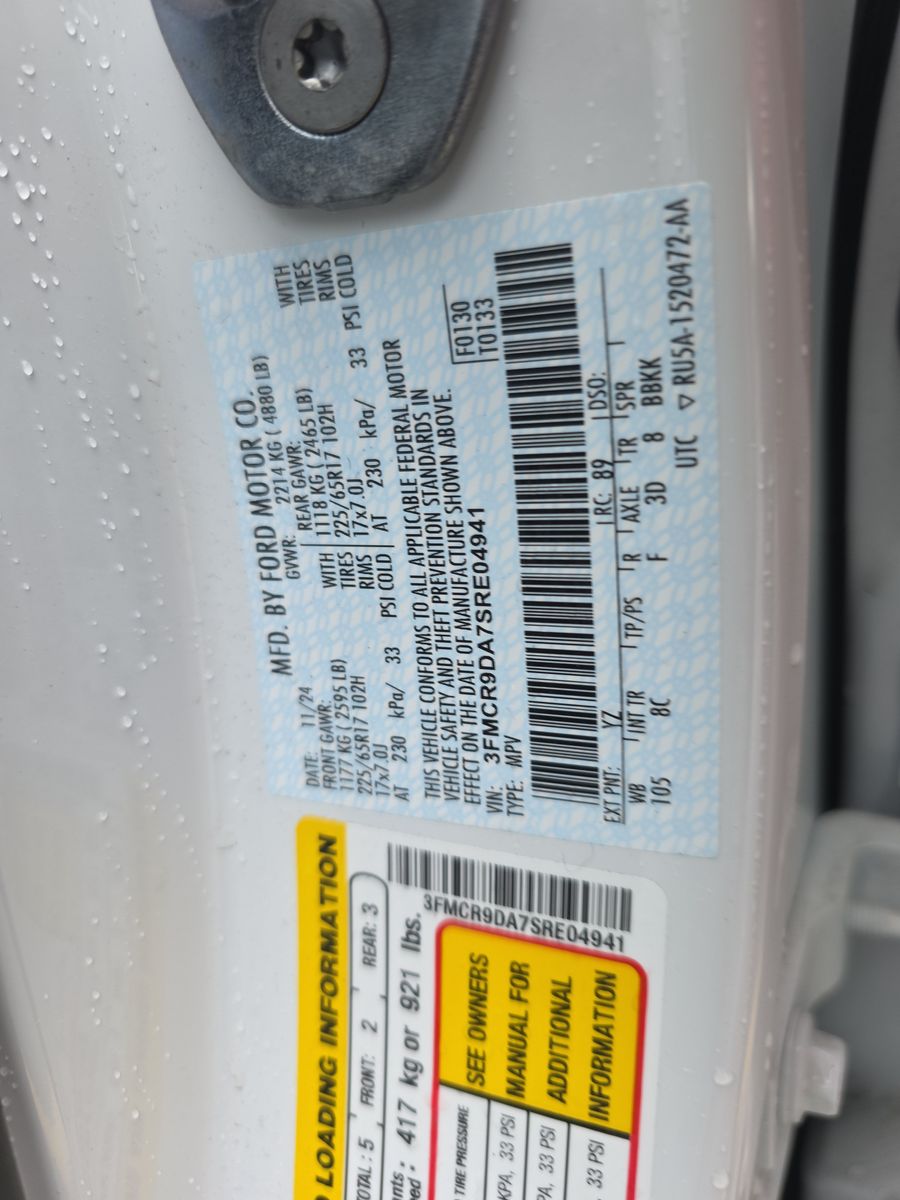 MFD. BY FORD MOTOR CO.
DATE: 11/24 GVWR: 2214 KG ( 4880 LB)
FRONT GAWR: REAR GAWR:
1177 KG ( 2595 LB) WITH 1118 KG ( 2465 LB) WITH
225/65R17 102H TIRES 225/65R17 102H TIRES
17x7.0J RIMS 17x7.0J RIMS
AT 230 kPa/ 33 PSI COLD AT 230 kPa/ 33 PSI COLD
THIS VEHICLE CONFORMS TO ALL APPLICABLE FEDERAL MOTOR
VEHICLE SAFETY AND THEFT PREVENTION STANDARDS IN
EFFECT ON THE DATE OF MANUFACTURE SHOWN ABOVE.
VIN: 3FMCR9DA7SRE04941 F0130
TYPE: MPV T0133
EXT PNT: YZ RC: 89 DSO:
WB INT TR TP/PS R AXLE TR SPR
105 8C F 3D 8 BBKK
UTC ▽ RU5A-1520472-AA
LOADING INFORMATION
TOTAL: 5 FRONT: 2 REAR: 3
417 kg or 921 lbs.
3FMCR9DA7SRE04941
TIRE PRESSURE
KPA, 33 PSI
PA, 33 PSI
33 PSI
SEE OWNERS
MANUAL FOR
ADDITIONAL
INFORMATION